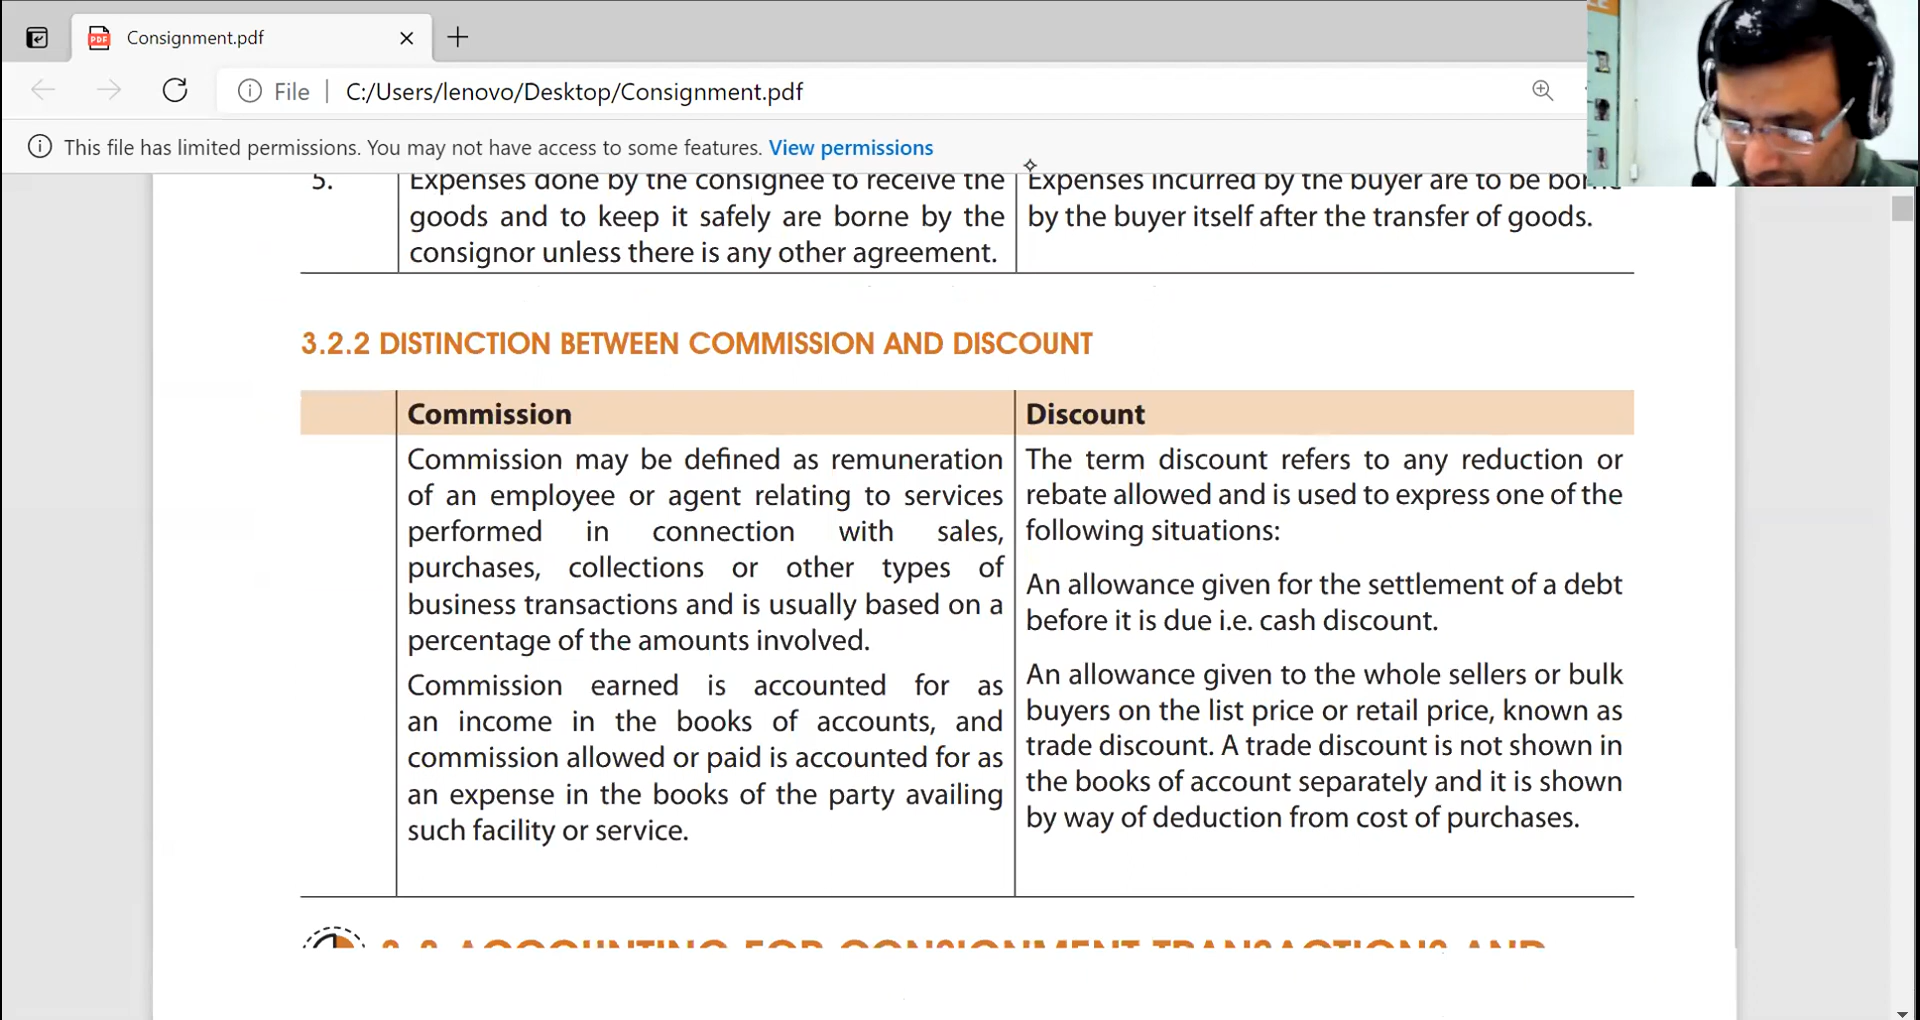 Consignment.pdf
File
C:/Users/lenovo/Desktop/Consignment.pdf
This file has limited permissions. You may not have access to some features. View permissions
5.
Expenses done by the consignee to receive the
goods and to keep it safely are borne by the
consignor unless there is any other agreement.
Expenses incurred by the buyer are to be borne
by the buyer itself after the transfer of goods.
3.2.2 DISTINCTION BETWEEN COMMISSION AND DISCOUNT
Commission
Commission may be defined as remuneration
of an employee or agent relating to services
performed in connection with sales,
purchases, collections or other types of
business transactions and is usually based on a
percentage of the amounts involved.
Commission earned is accounted for as
an income in the books of accounts, and
commission allowed or paid is accounted for as
an expense in the books of the party availing
such facility or service.
Discount
The term discount refers to any reduction or
rebate allowed and is used to express one of the
following situations:
An allowance given for the settlement of a debt
before it is due i.e. cash discount.
An allowance given to the whole sellers or bulk
buyers on the list price or retail price, known as
trade discount. A trade discount is not shown in
the books of account separately and it is shown
by way of deduction from cost of purchases.
ACCOUNTING FOR CONSIGNMENT TRANSACTIONS AND